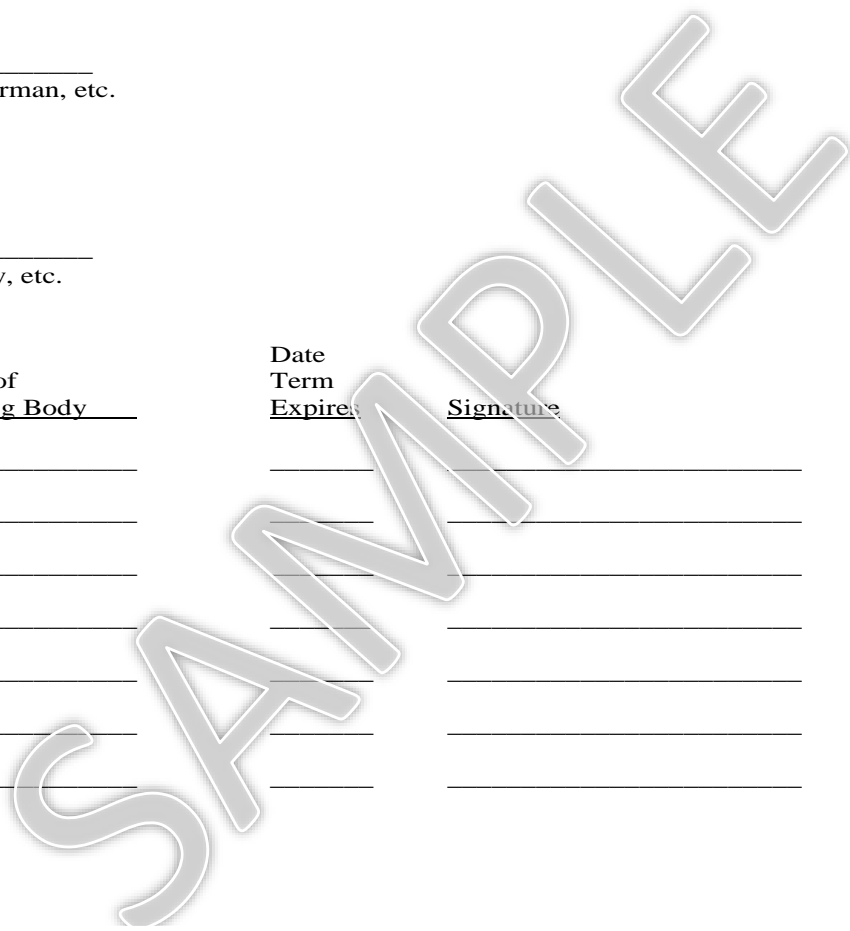 rman, etc.
y, etc.
Date
of Term
g Body Expires Signature
SAMPLE